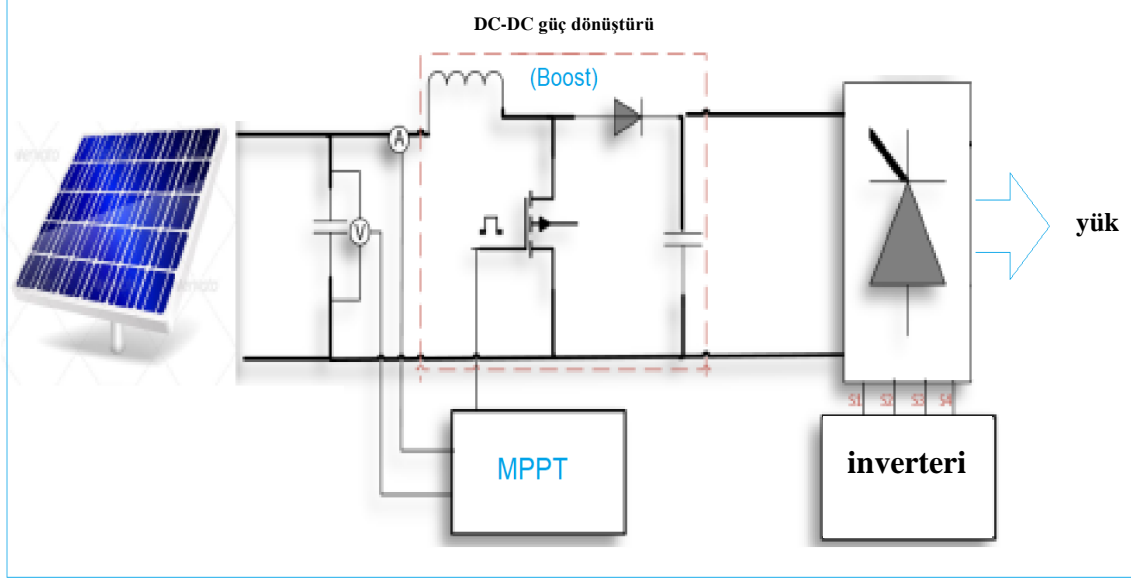 DC-DC güç dönüştürü
(Boost)
A
V
yük
S1 S2 S3 S4
MPPT
inverteri